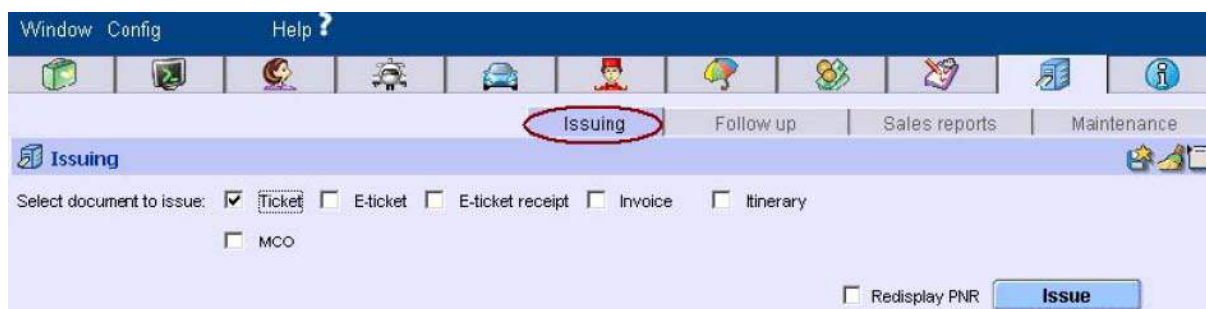 Window Config Help ?
Issuing Follow up Sales reports Maintenance
Issuing
Select document to issue: Ticket E-ticket E-ticket receipt Invoice Itinerary
MCO
Redisplay PNR Issue